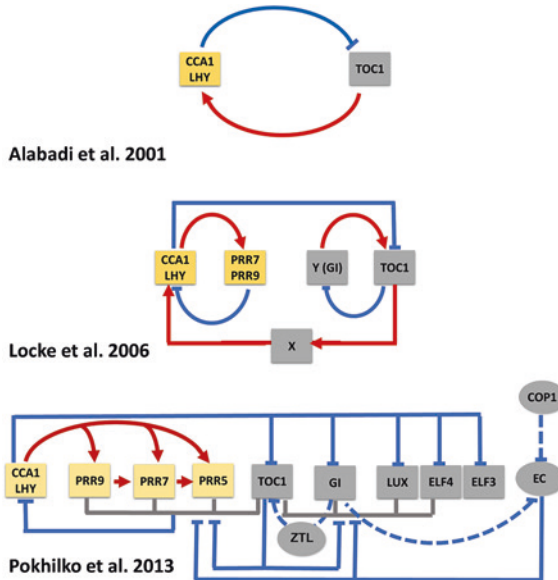 CCA1
LHY
TOC1
Alabadi et al. 2001
CCA1
LHY
PRR7
PRR9
Y (GI)
TOC1
X
Locke et al. 2006
COP1
CCA1
LHY
PRR9
PRR7
PRR5
TOC1
GI
LUX
ELF4
ELF3
EC
ZTL
Pokhilko et al. 2013